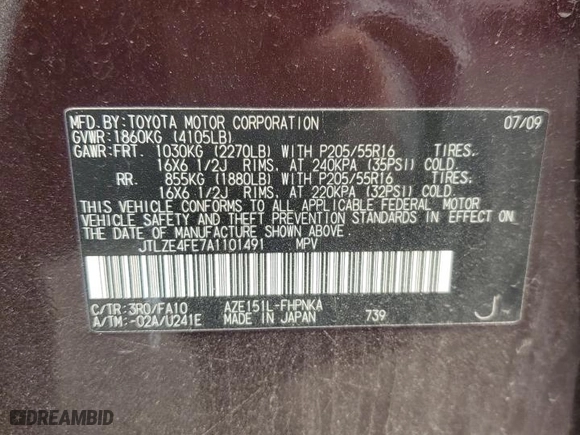 MFD.BY:TOYOTA MOTOR CORPORATION 07/09
GVWR:1860KG (4105LB)
GAWR:FRT. 1030KG (2270LB) WITH P205/55R16 TIRES.
16X6 1/2J RIMS. AT 240KPA (35PSI) COLD.
RR. 855KG (1880LB) WITH P205/55R16 TIRES.
16X6 1/2J RIMS. AT 220KPA (32PSI) COLD.
THIS VEHICLE CONFORMS TO ALL APPLICABLE FEDERAL MOTOR
VEHICLE SAFETY AND THEFT PREVENTION STANDARDS IN EFFECT ON
THE DATE OF MANUFACTURE SHOWN ABOVE.
JTLZE4FE7A1101491 MPV
C/TR:3R0/FA10 AZE151L-FHPNKA
A/TM:-02A/U241E MADE IN JAPAN 739 J
DREAMBID